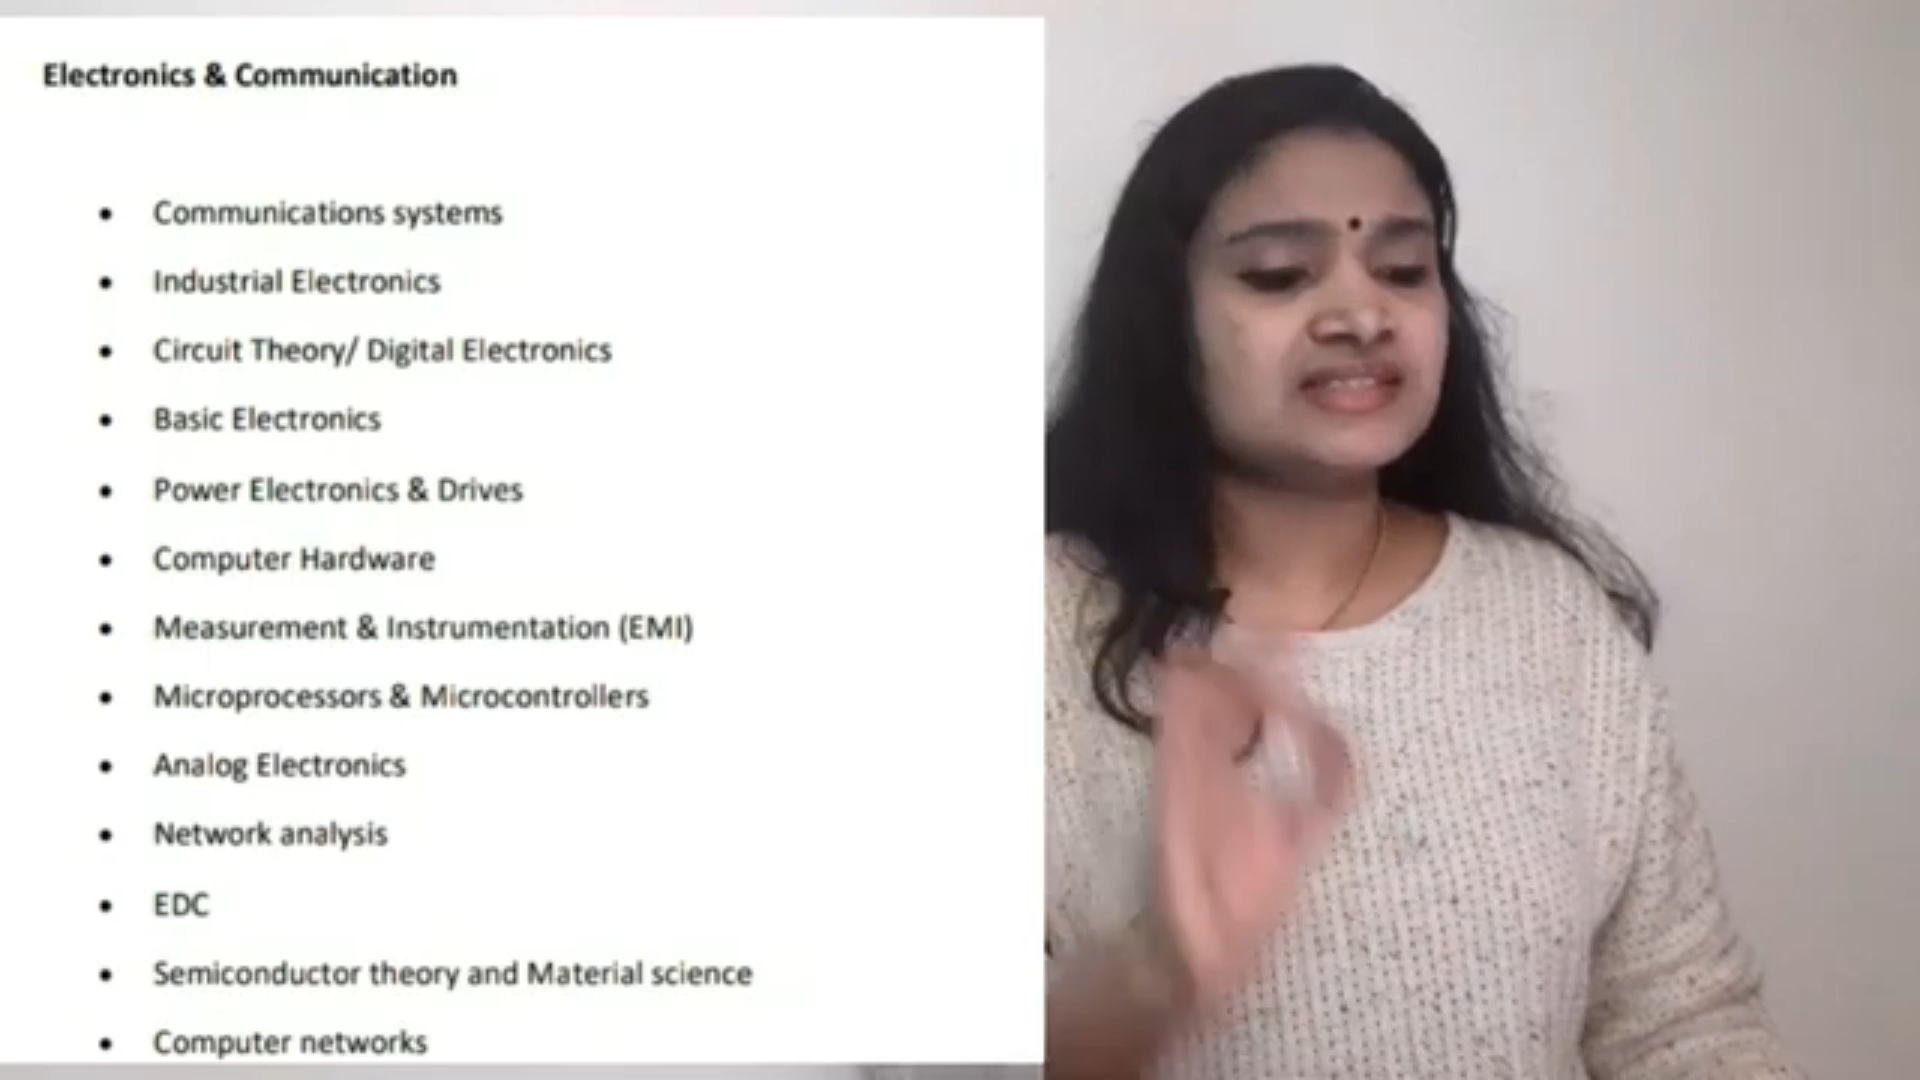 Electronics & Communication
• Communications systems
• Industrial Electronics
• Circuit Theory/ Digital Electronics
• Basic Electronics
• Power Electronics & Drives
• Computer Hardware
• Measurement & Instrumentation (EMI)
• Microprocessors & Microcontrollers
• Analog Electronics
• Network analysis
• EDC
• Semiconductor theory and Material science
• Computer networks